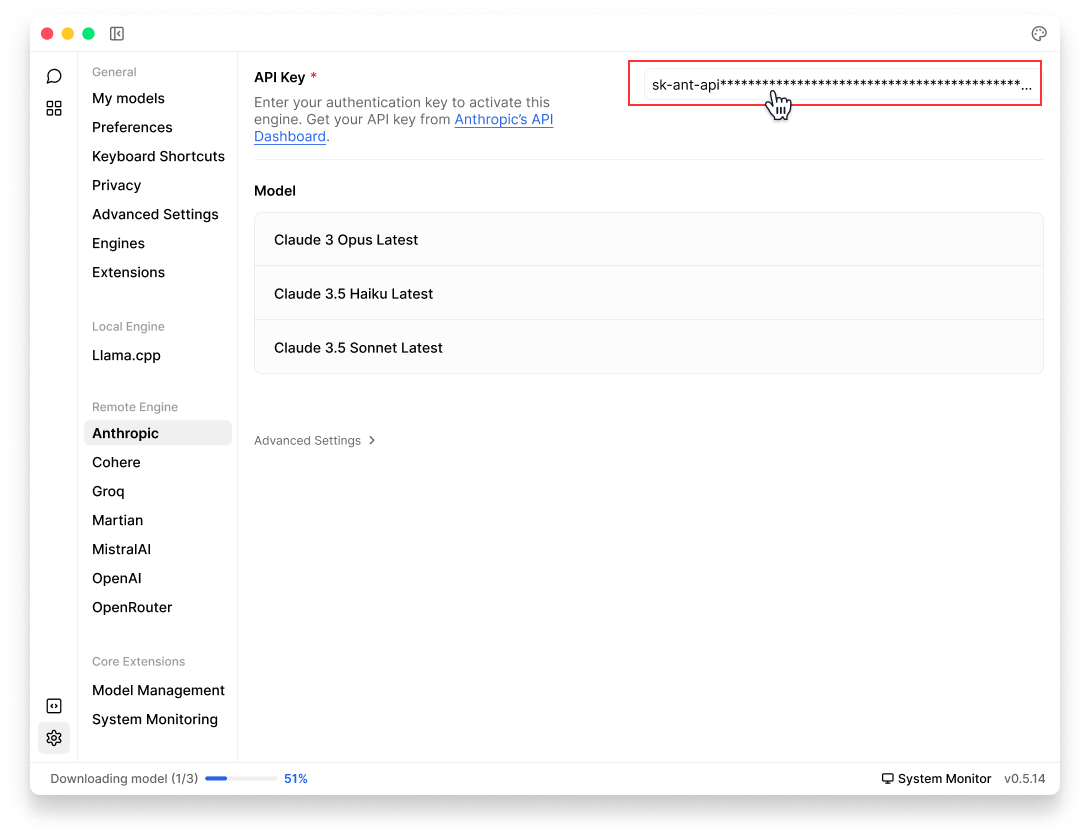 General
My models
Preferences
Keyboard Shortcuts
Privacy
Advanced Settings
Engines
Extensions
Local Engine
Llama.cpp
Remote Engine
Anthropic
Cohere
Groq
Martian
MistralAI
OpenAI
OpenRouter
Core Extensions
Model Management
System Monitoring
API Key *
Enter your authentication key to activate this
engine. Get your API key from Anthropic’s API
Dashboard.
sk-ant-api*******************************************...
Model
Claude 3 Opus Latest
Claude 3.5 Haiku Latest
Claude 3.5 Sonnet Latest
Advanced Settings
Downloading model (1/3) 51%
System Monitor v0.5.14